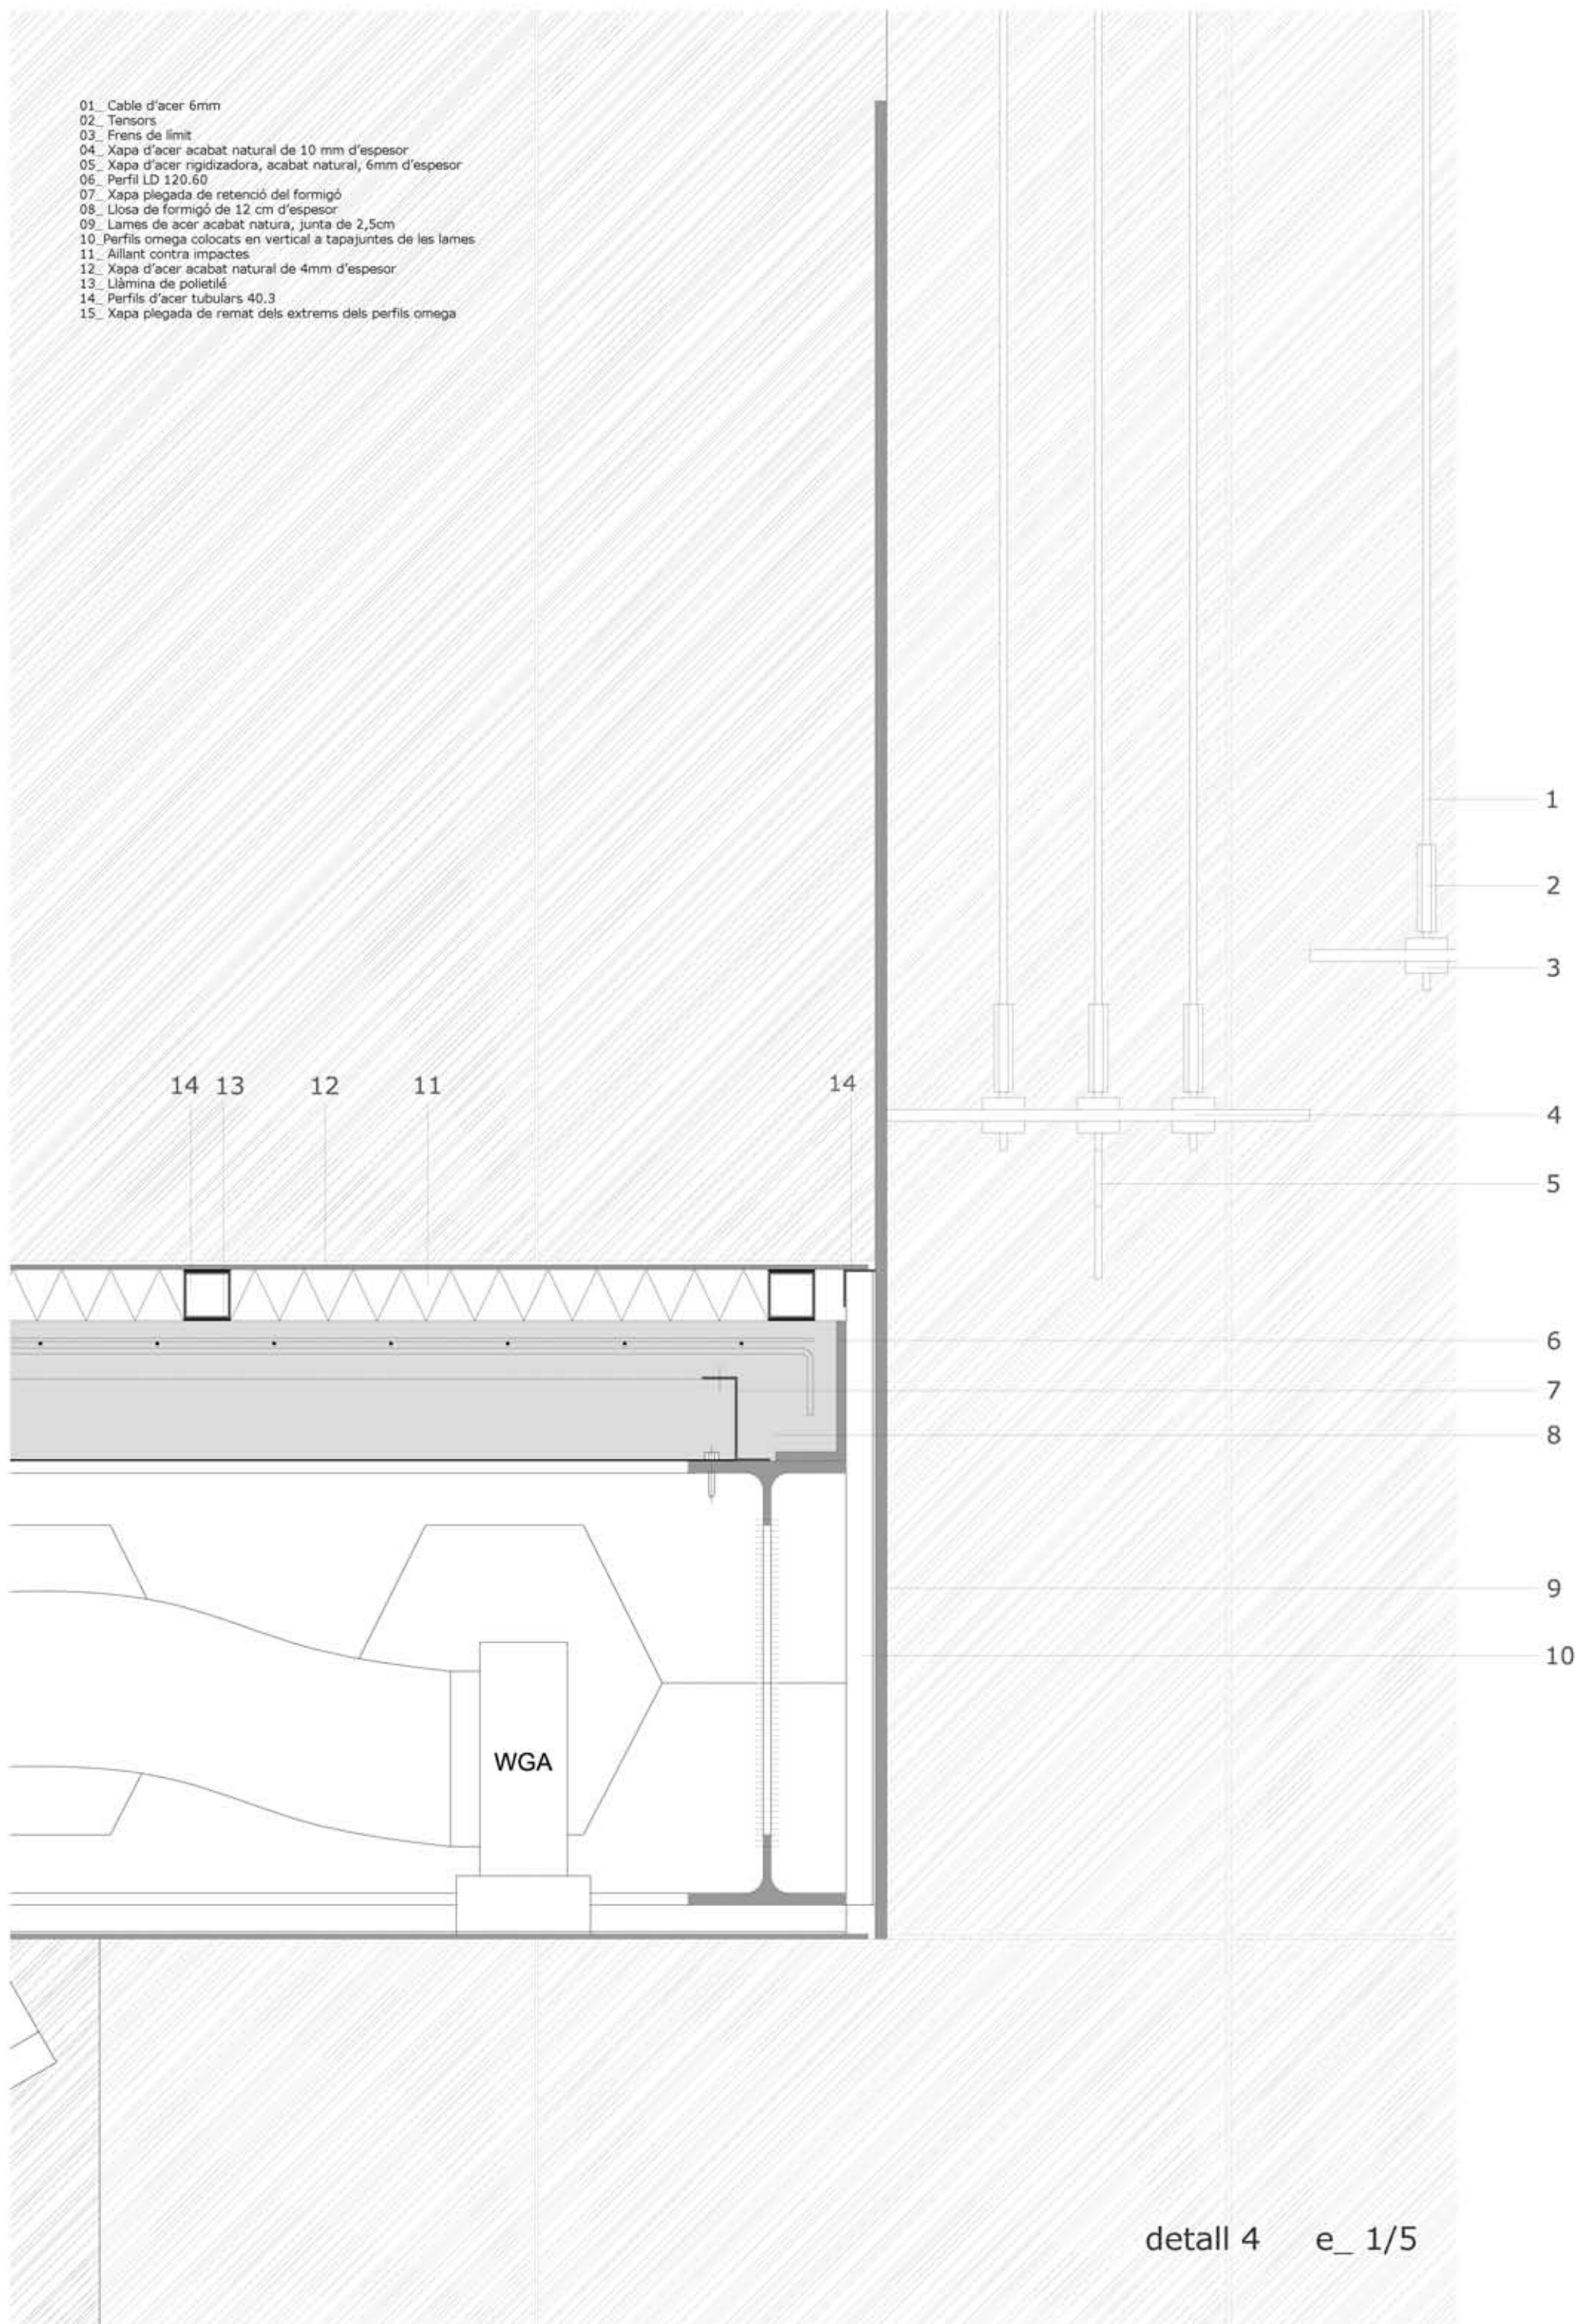 01_ Cable d'acer 6mm
02_ Tensors
03_ Frens de límit
04_ Xapa d'acer acabat natural de 10 mm d'espesor
05_ Xapa d'acer rigidizadora, acabat natural, 6mm d'espesor
06_ Perfil LD 120.60
07_ Xapa plegada de retenció del formigó
08_ Llosa de formigó de 12 cm d'espesor
09_ Lames de acer acabat natura, junta de 2,5cm
10_Perfils omega colocats en vertical a tapajuntes de les lames
11_ Aillant contra impactes
12_ Xapa d'acer acabat natural de 4mm d'espesor
13_ Llàmina de polietilé
14_ Perfils d'acer tubulars 40.3
15_ Xapa plegada de remat dels extrems dels perfils omega
1
2
3
14 13 12 11 14
4
5
6
7
8
9
10
WGA
detall 4 e_ 1/5